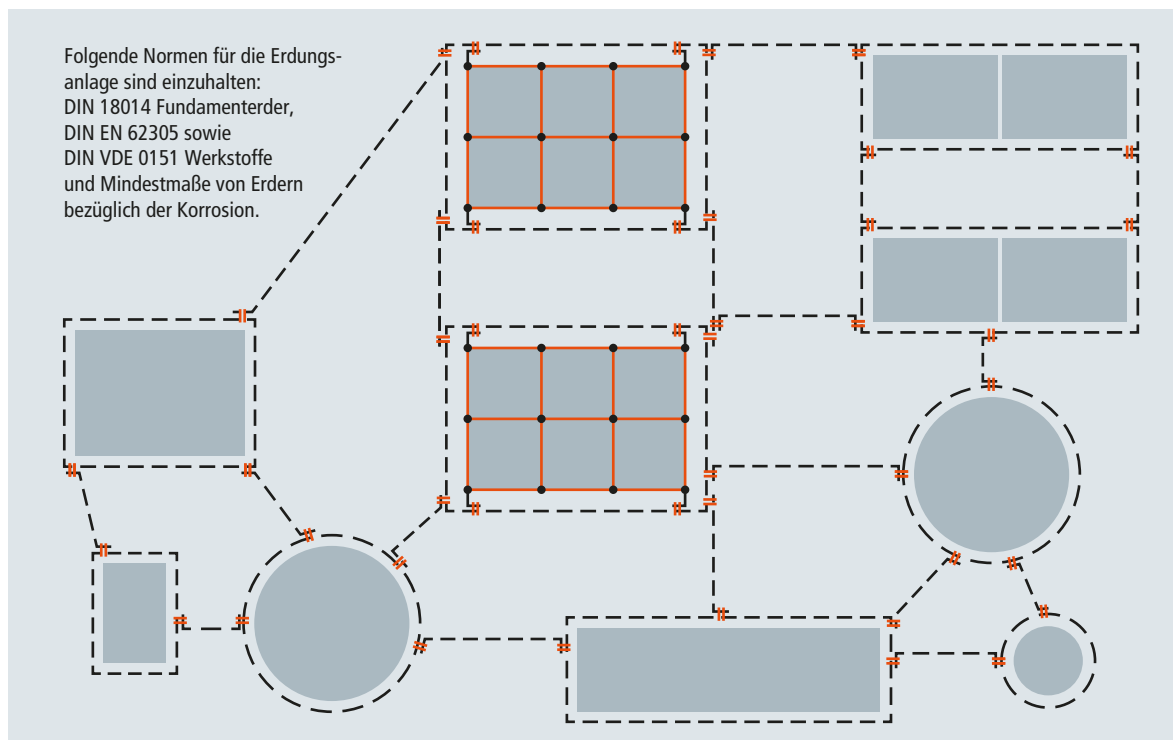 Folgende Normen für die Erdungs-
anlage sind einzuhalten:
DIN 18014 Fundamenterder,
DIN EN 62305 sowie
DIN VDE 0151 Werkstoffe
und Mindestmaße von Erdern
bezüglich der Korrosion.